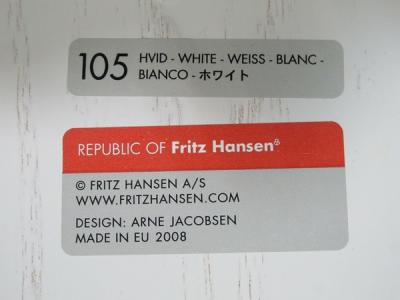 105 HVID - WHITE - WEISS - BLANC -
BIANCO - ホワイト
REPUBLIC OF Fritz Hansen®
© FRITZ HANSEN A/S
WWW.FRITZHANSEN.COM
DESIGN: ARNE JACOBSEN
MADE IN EU 2008